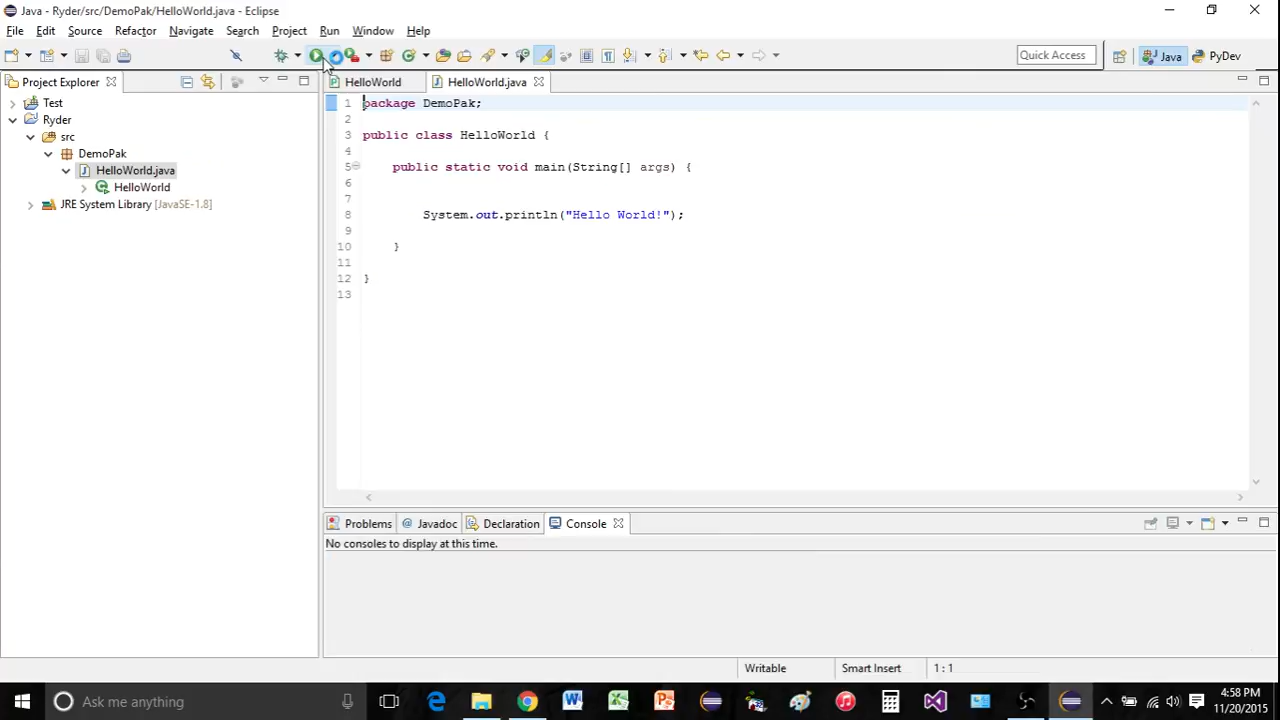 Java - Ryder/src/DemoPak/HelloWorld.java - Eclipse
File Edit Source Refactor Navigate Search Project Run Window Help
Quick Access Java PyDev
Project Explorer HelloWorld HelloWorld.java
Test
Ryder
src
DemoPak
HelloWorld.java
HelloWorld
JRE System Library [JavaSE-1.8]
1 package DemoPak;
2
3 public class HelloWorld {
4
5 public static void main(String[] args) {
6
7
8 System.out.println("Hello World!");
9
10 }
11
12 }
13
Problems @ Javadoc Declaration Console
No consoles to display at this time.
Writable Smart Insert 1 : 1
Ask me anything
4:58 PM
11/20/2015